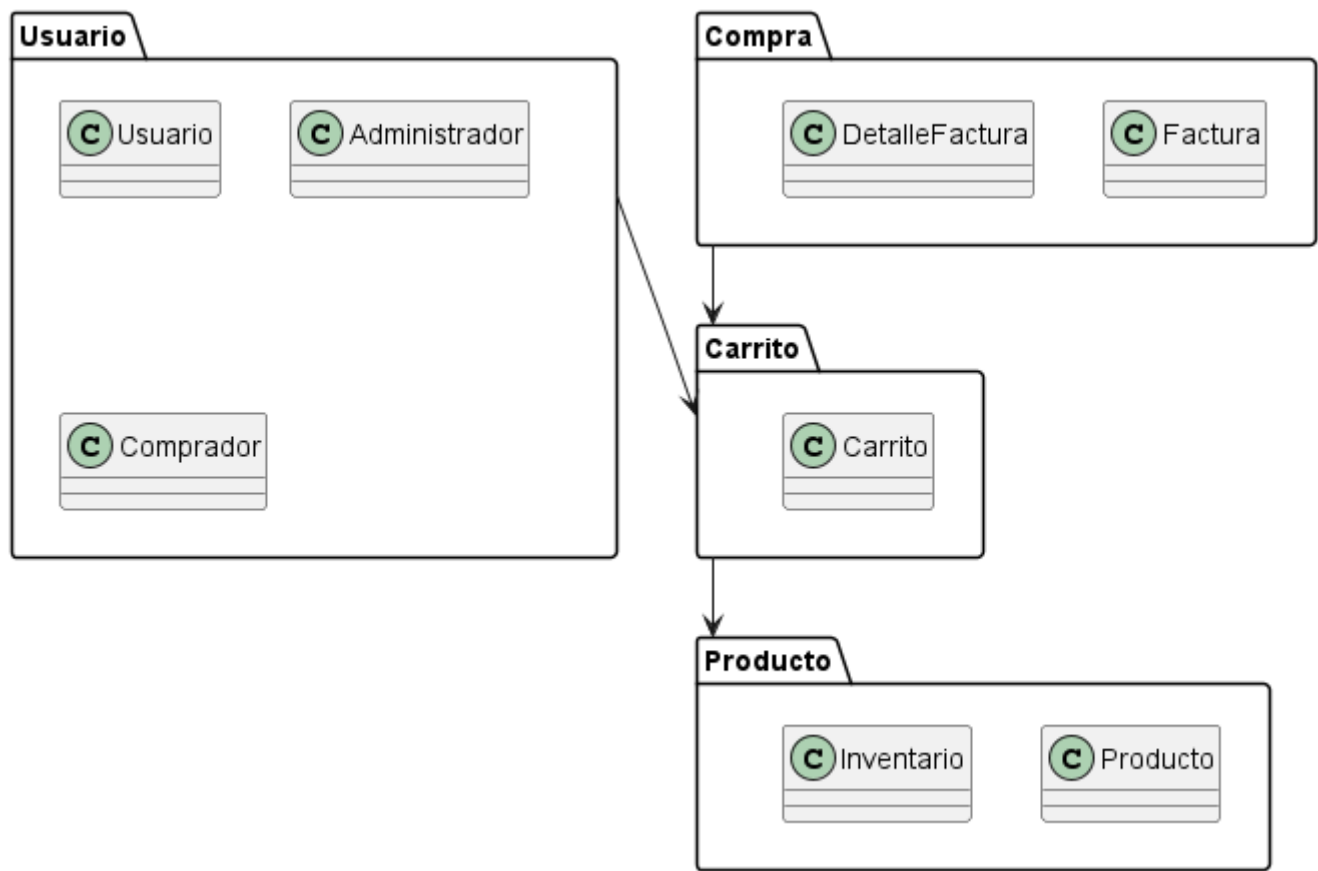 Usuario
C Usuario
C Administrador
C Comprador
Compra
C DetalleFactura
C Factura
Carrito
C Carrito
Producto
C Inventario
C Producto